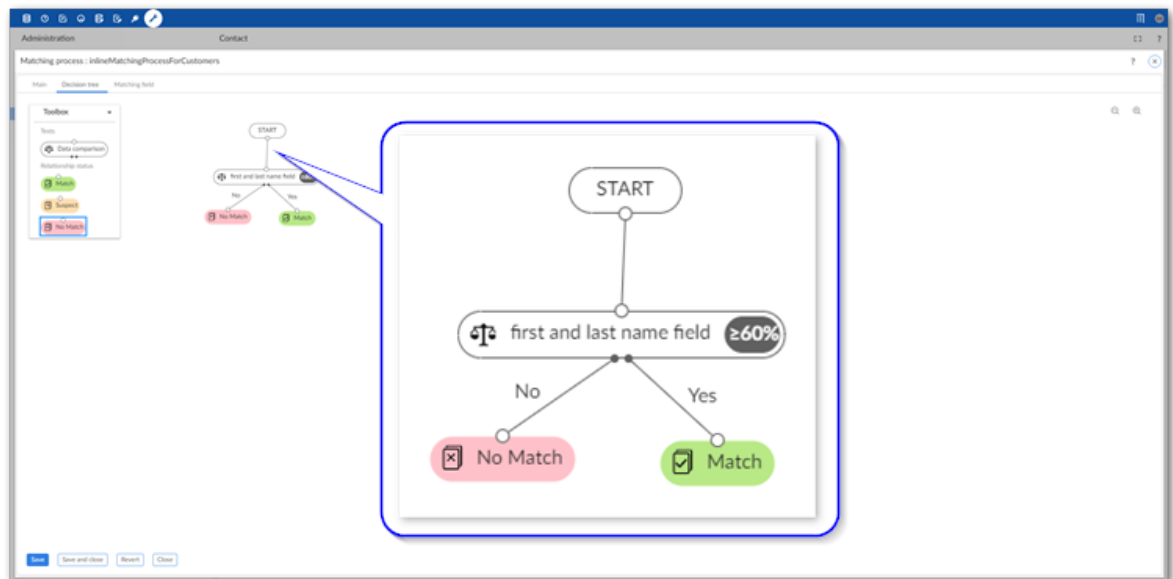 Administration Contact ?
Matching process : inlineMatchingProcessForCustomers ?
Main Decision tree Matching field
Toolbox
Tests
Data comparison
Relationship status
Match
Suspect
No Match
START
first and last name field
No Yes
No Match Match
START
first and last name field ≥60%
No Yes
No Match Match
Save Save and close Revert Close